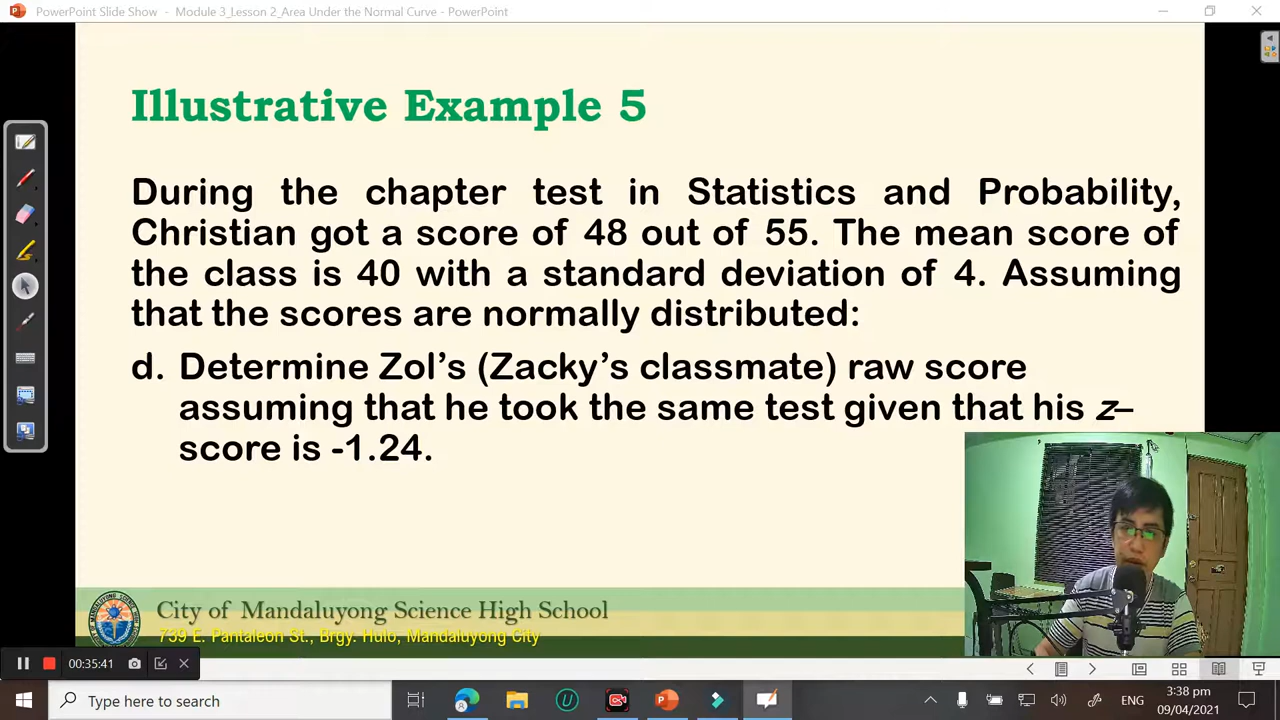 PowerPoint Slide Show - Module 3_Lesson 2_Area Under the Normal Curve - PowerPoint
Illustrative Example 5
During the chapter test in Statistics and Probability,
Christian got a score of 48 out of 55. The mean score of
the class is 40 with a standard deviation of 4. Assuming
that the scores are normally distributed:
d. Determine Zol's (Zacky's classmate) raw score
assuming that he took the same test given that his z–
score is -1.24.
City of Mandaluyong Science High School
739 E. Pantaleon St., Brgy. Hulo, Mandaluyong City
00:35:41
Type here to search
ENG
3:38 pm
09/04/2021